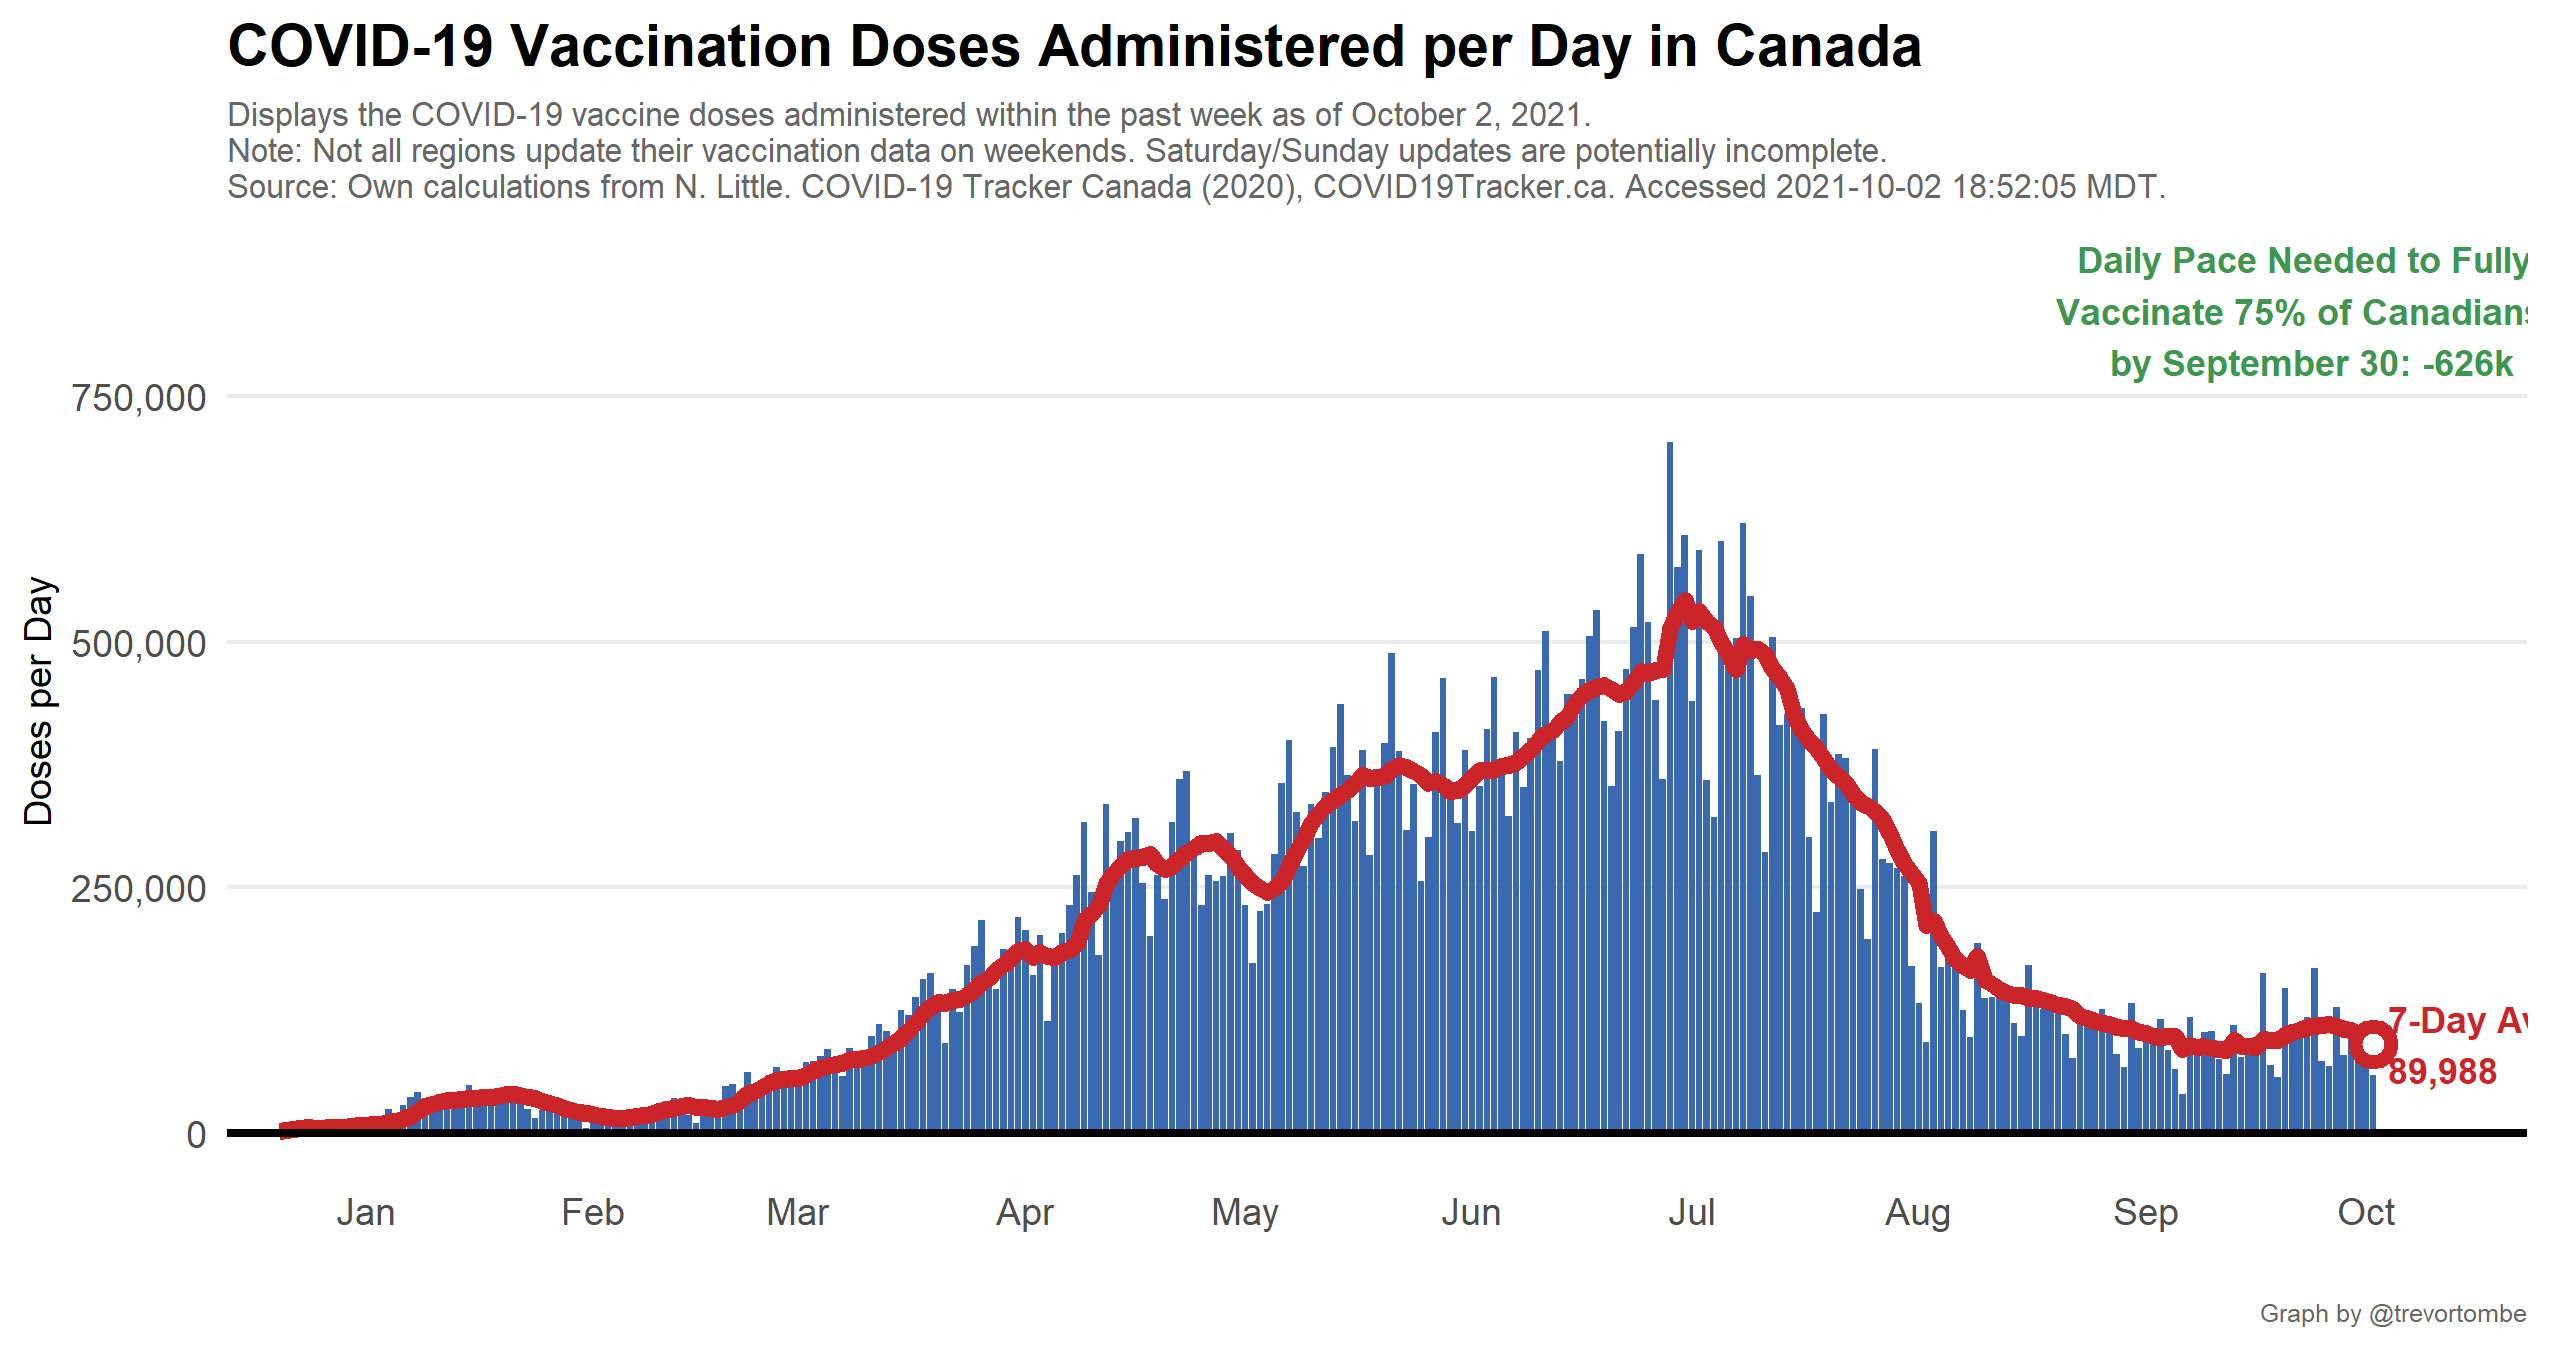 COVID-19 Vaccination Doses Administered per Day in Canada
Displays the COVID-19 vaccine doses administered within the past week as of October 2, 2021.
Note: Not all regions update their vaccination data on weekends. Saturday/Sunday updates are potentially incomplete.
Source: Own calculations from N. Little. COVID-19 Tracker Canada (2020), COVID19Tracker.ca. Accessed 2021-10-02 18:52:05 MDT.
Daily Pace Needed to Fully
Vaccinate 75% of Canadians
by September 30: -626k
Doses per Day
750,000
500,000
250,000
0
7-Day Av
89,988
Jan Feb Mar Apr May Jun Jul Aug Sep Oct
Graph by @trevortombe